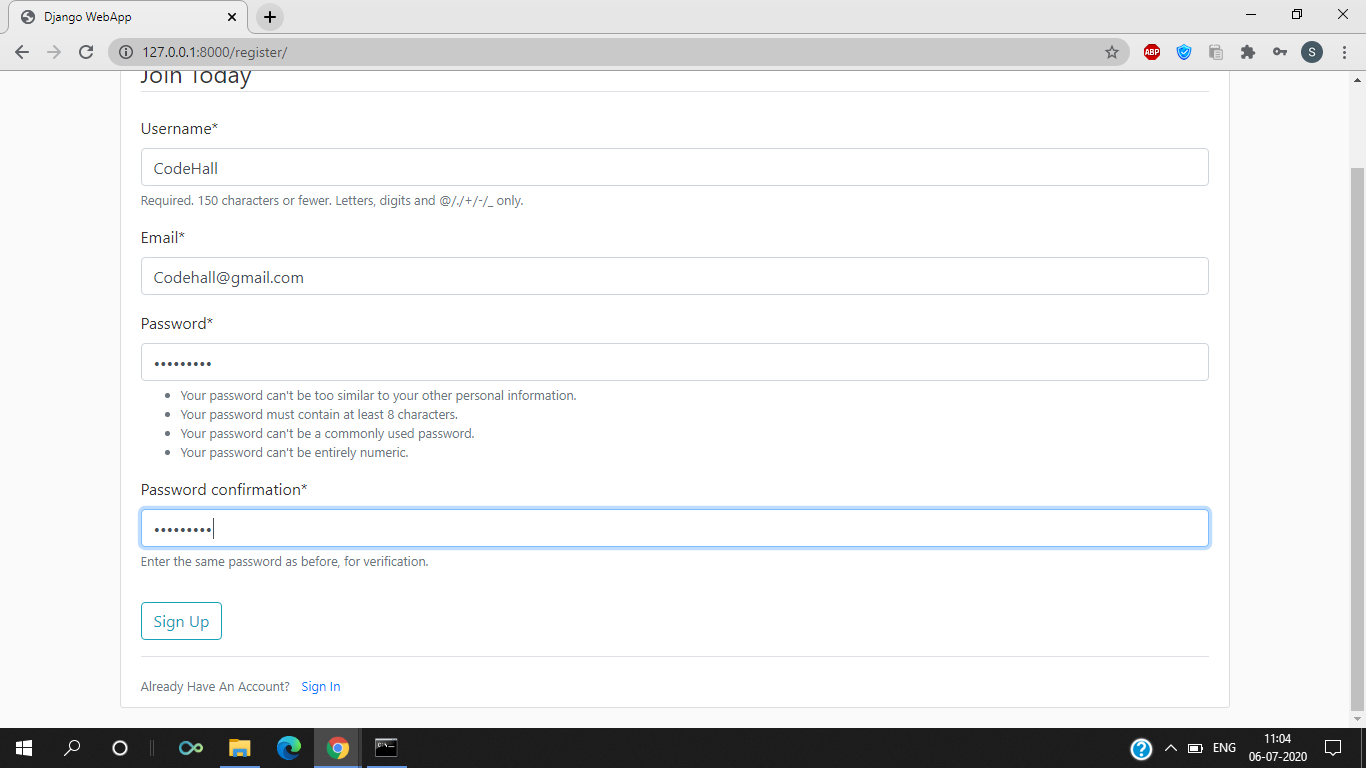 Django WebApp
127.0.0.1:8000/register/
ABP
S
Join Today
Username*
CodeHall
Required. 150 characters or fewer. Letters, digits and @/./+/-/_ only.
Email*
Codehall@gmail.com
Password*
•••••••••
• Your password can't be too similar to your other personal information.
• Your password must contain at least 8 characters.
• Your password can't be a commonly used password.
• Your password can't be entirely numeric.
Password confirmation*
•••••••••
Enter the same password as before, for verification.
Sign Up
Already Have An Account? Sign In
ENG
11:04
06-07-2020